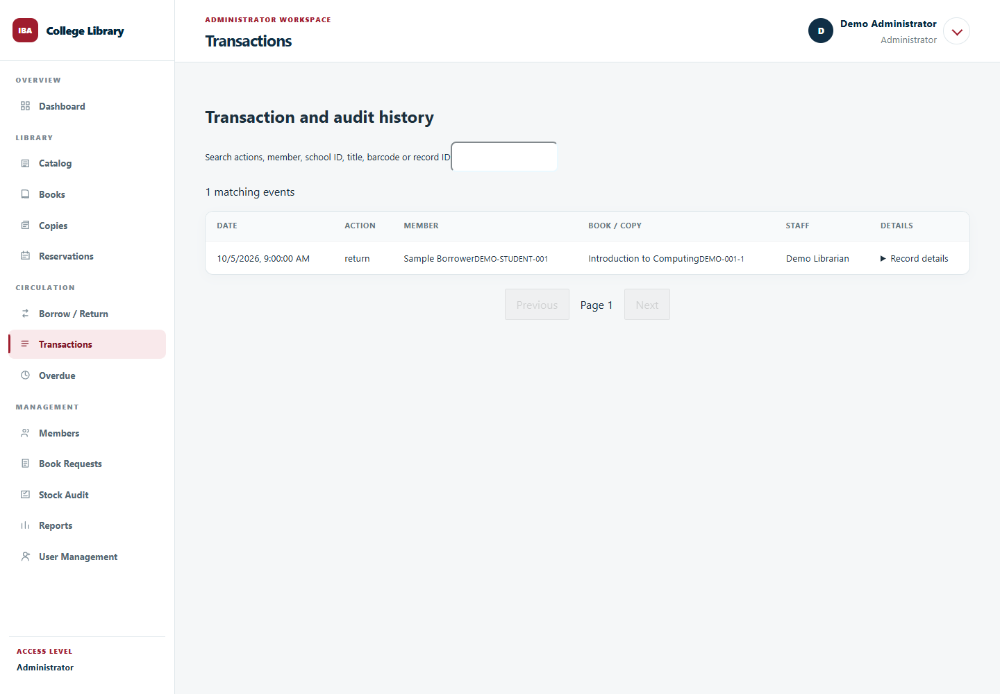 IBA College Library
OVERVIEW
Dashboard
LIBRARY
Catalog
Books
Copies
Reservations
CIRCULATION
Borrow / Return
Transactions
Overdue
MANAGEMENT
Members
Book Requests
Stock Audit
Reports
User Management
ACCESS LEVEL
Administrator
ADMINISTRATOR WORKSPACE
Transactions
D Demo Administrator
Administrator
Transaction and audit history
Search actions, member, school ID, title, barcode or record ID
1 matching events
DATE ACTION MEMBER BOOK / COPY STAFF DETAILS
10/5/2026, 9:00:00 AM return Sample BorrowerDEMO-STUDENT-001 Introduction to ComputingDEMO-001-1 Demo Librarian ▶ Record details
Previous Page 1 Next